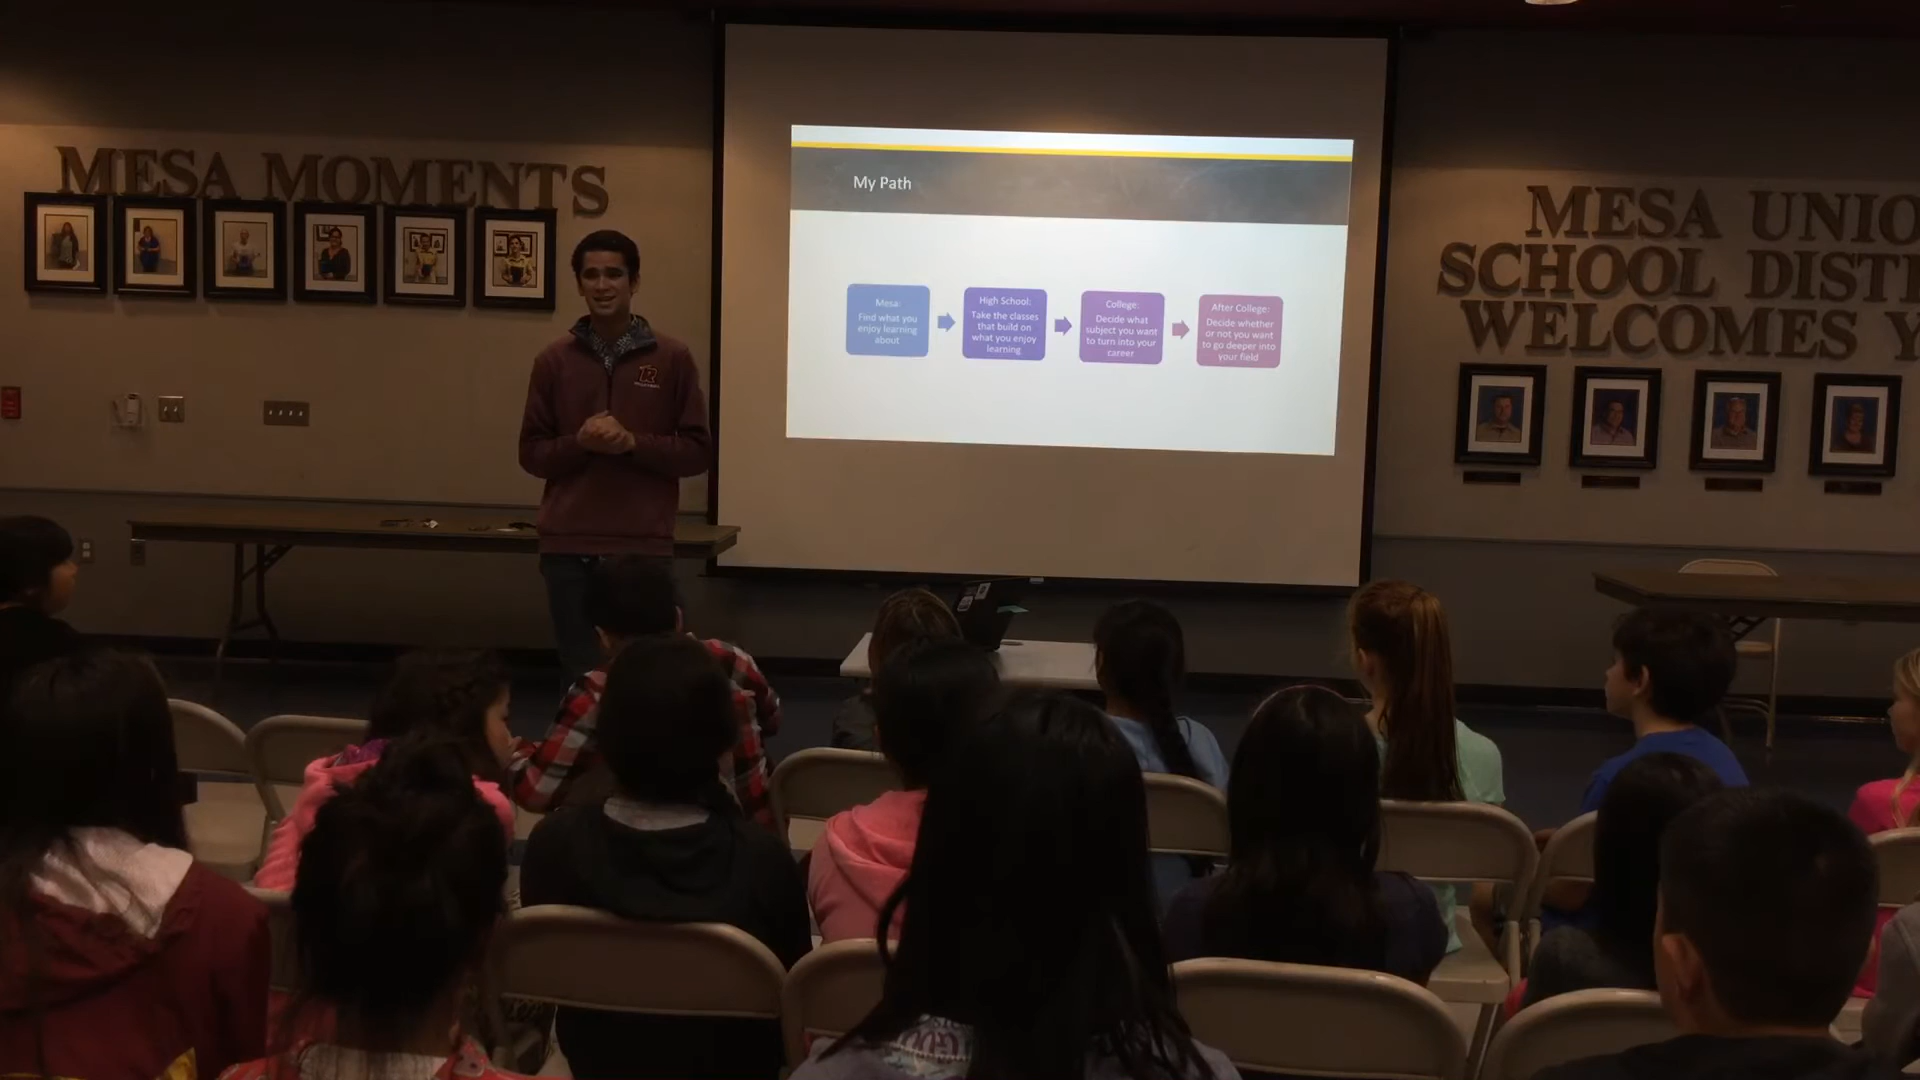 MESA MOMENTS
My Path
Mesa:
Find what you
enjoy learning
about
High School:
Take the classes
that build on
what you enjoy
learning
College:
Decide what
subject you want
to turn into your
career
After College:
Decide whether
or not you want
to go deeper into
your field
MESA UNIO
SCHOOL DIST
WELCOMES Y
R